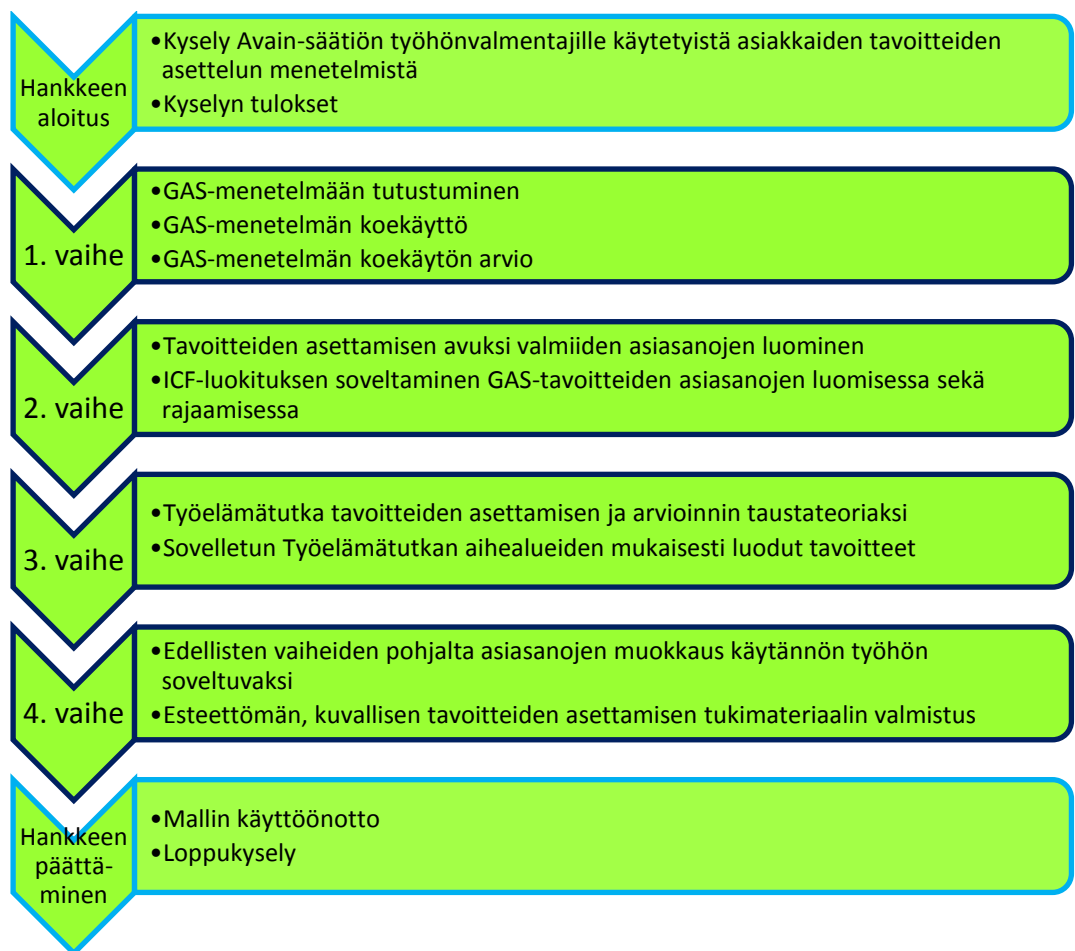 Hankkeen
aloitus
•Kysely Avain-säätiön työhönvalmentajille käytetyistä asiakkaiden tavoitteiden
asettelun menetelmistä
•Kyselyn tulokset
1. vaihe
•GAS-menetelmään tutustuminen
•GAS-menetelmän koekäyttö
•GAS-menetelmän koekäytön arvio
2. vaihe
•Tavoitteiden asettamisen avuksi valmiiden asiasanojen luominen
•ICF-luokituksen soveltaminen GAS-tavoitteiden asiasanojen luomisessa sekä
rajaamisessa
3. vaihe
•Työelämätutka tavoitteiden asettamisen ja arvioinnin taustateoriaksi
•Sovelletun Työelämätutkan aihealueiden mukaisesti luodut tavoitteet
4. vaihe
•Edellisten vaiheiden pohjalta asiasanojen muokkaus käytännön työhön
soveltuvaksi
•Esteettömän, kuvallisen tavoitteiden asettamisen tukimateriaalin valmistus
Hankkeen
päättä-
minen
•Mallin käyttöönotto
•Loppukysely